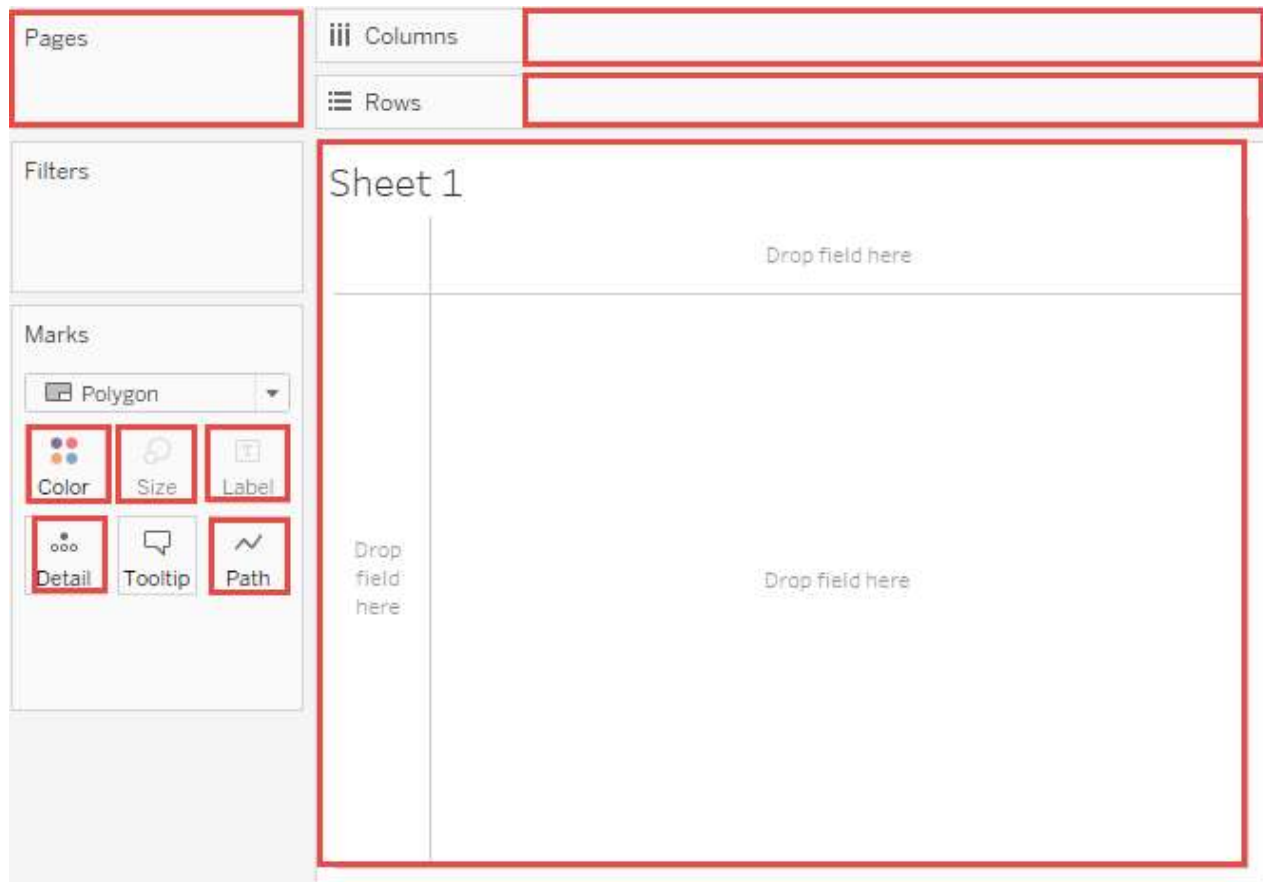 Pages
Columns
Rows
Filters
Sheet 1
Drop field here
Marks
Polygon
Color Size Label
Detail Tooltip Path
Drop
field
here
Drop field here